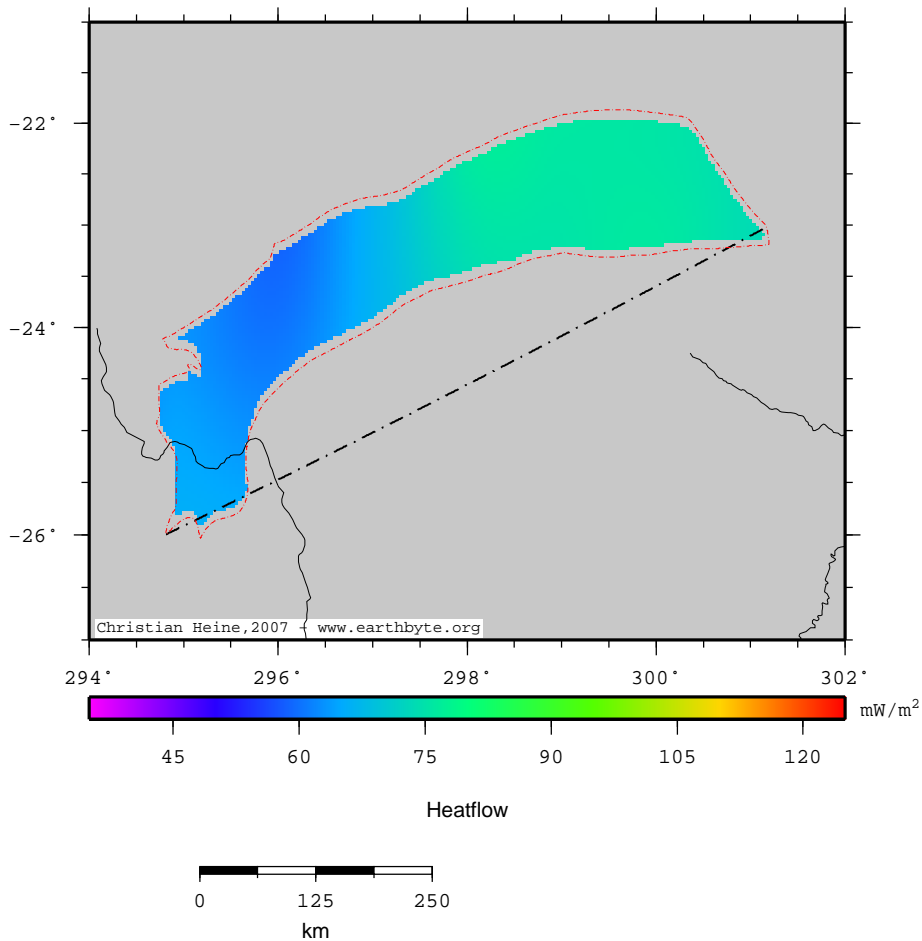 −22°
−24°
−26°
Christian Heine,2007 - www.earthbyte.org
294° 296° 298° 300° 302°
mW/m²
45 60 75 90 105 120
Heatflow
0 125 250
km